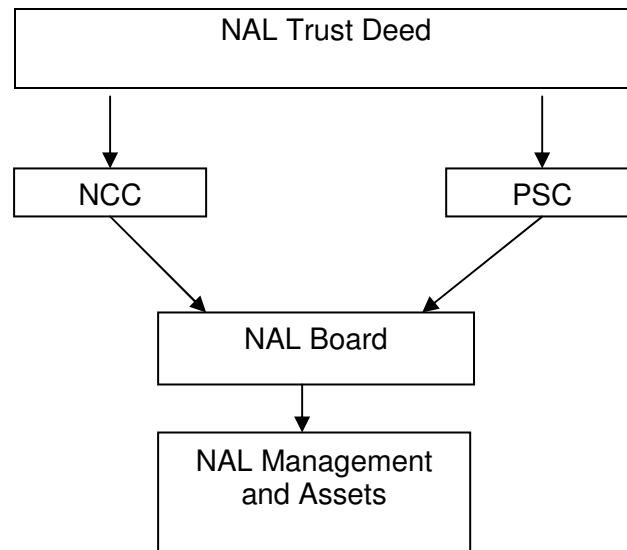 NAL Trust Deed
NCC
PSC
NAL Board
NAL Management
and Assets